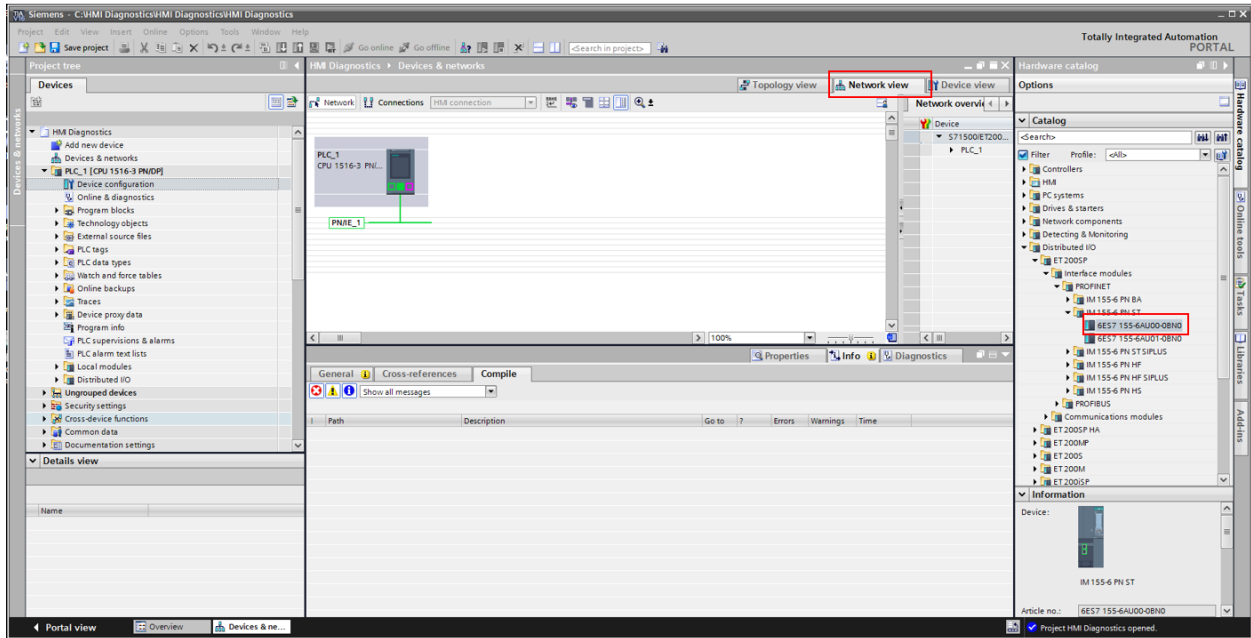 Siemens - C:\HMI Diagnostics\HMI Diagnostics\HMI Diagnostics
Project Edit View Insert Online Options Tools Window Help
Save project Go online Go offline <Search in project>
Totally Integrated Automation
PORTAL
Project tree
Devices
HMI Diagnostics
Add new device
Devices & networks
PLC_1 [CPU 1516-3 PN/DP]
Device configuration
Online & diagnostics
Program blocks
Technology objects
External source files
PLC tags
PLC data types
Watch and force tables
Online backups
Traces
Device proxy data
Program info
PLC supervisions & alarms
PLC alarm text lists
Local modules
Distributed I/O
Ungrouped devices
Security settings
Cross-device functions
Common data
Documentation settings
Details view
Name
Devices & networks
HMI Diagnostics Devices & networks
Topology view Network view Device view
Network Connections HMI connection
Network overvi
Device
S71500/ET200...
PLC_1
PLC_1
CPU 1516-3 PN/...
PN/IE_1
100%
Properties Info Diagnostics
General Cross-references Compile
Show all messages
! Path Description Go to ? Errors Warnings Time
Hardware catalog
Options
Catalog
<Search>
Filter Profile: <All>
Controllers
HMI
PC systems
Drives & starters
Network components
Detecting & Monitoring
Distributed I/O
ET 200SP
Interface modules
PROFINET
IM 155-6 PN BA
IM 155-6 PN ST
6ES7 155-6AU00-0BN0
6ES7 155-6AU01-0BN0
IM 155-6 PN ST SIPLUS
IM 155-6 PN HF
IM 155-6 PN HF SIPLUS
IM 155-6 PN HS
PROFIBUS
Communications modules
ET 200SP HA
ET 200MP
ET 200S
ET 200M
ET 200iSP
Information
Device:
IM 155-6 PN ST
Article no.: 6ES7 155-6AU00-0BN0
Hardware catalog
Online tools
Tasks
Libraries
Add-ins
Portal view Overview Devices & ne...
Project HMI Diagnostics opened.